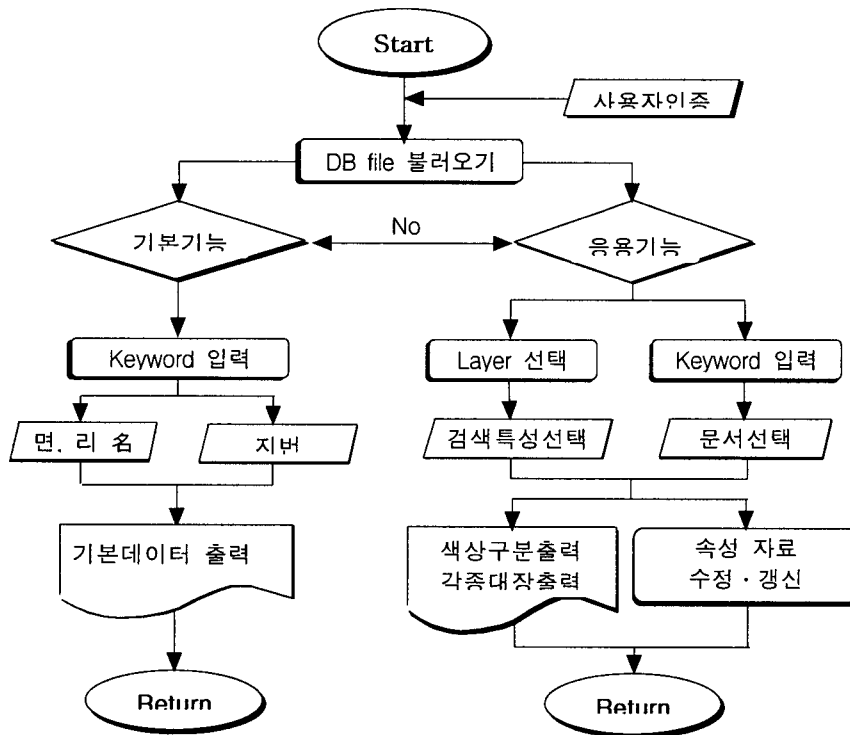 Start
사용자인증
DB file 불러오기
기본기능
No
응용기능
Keyword 입력
Layer 선택
Keyword 입력
면, 리 名
지번
검색특성선택
문서선택
기본데이터 출력
색상구분출력
각종대장출력
속성 자료
수정 · 갱신
Return
Return